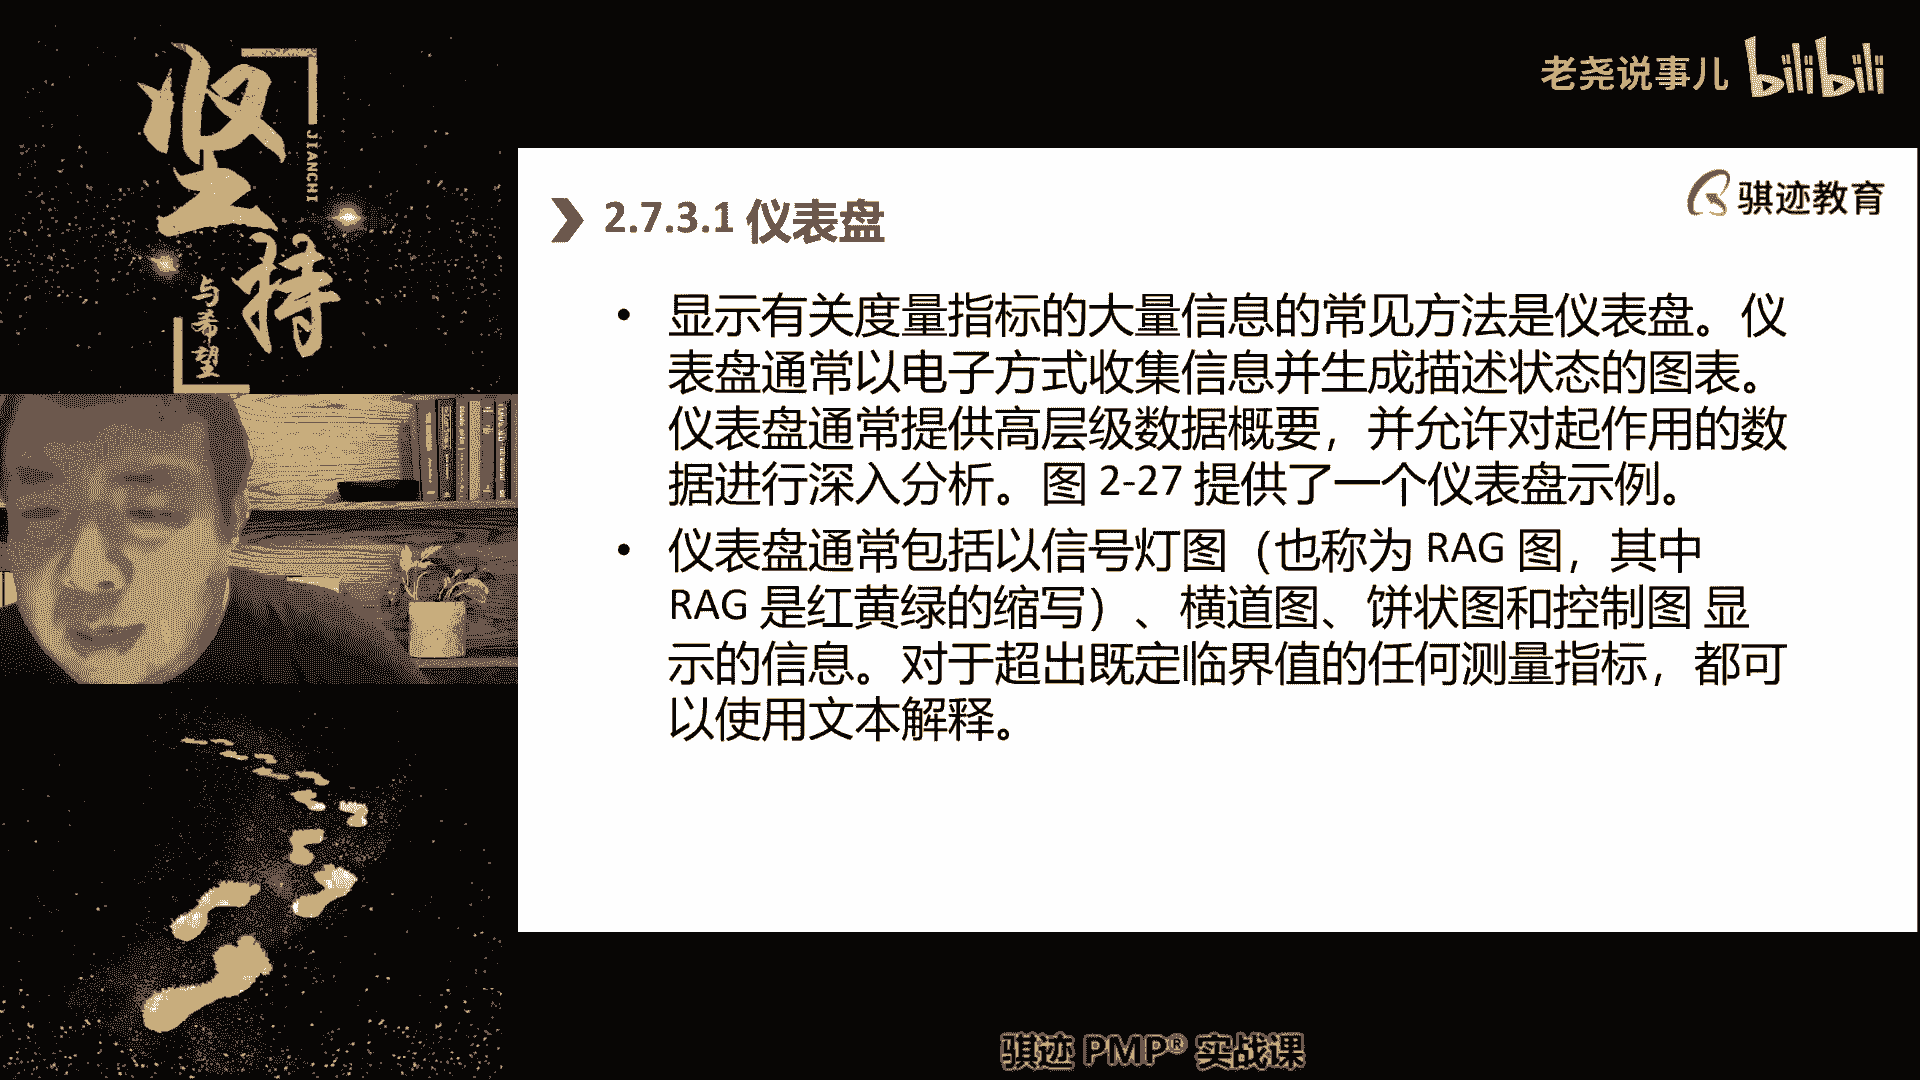 坚持
JIANCHI
与希望
老尧说事儿 bilibili
骐迹教育
2.7.3.1 仪表盘
• 显示有关度量指标的大量信息的常见方法是仪表盘。仪
表盘通常以电子方式收集信息并生成描述状态的图表。
仪表盘通常提供高层级数据概要，并允许对起作用的数
据进行深入分析。图 2-27 提供了一个仪表盘示例。
• 仪表盘通常包括以信号灯图（也称为 RAG 图，其中
RAG 是红黄绿的缩写）、横道图、饼状图和控制图 显
示的信息。对于超出既定临界值的任何测量指标，都可
以使用文本解释。
骐迹 PMP® 实战课